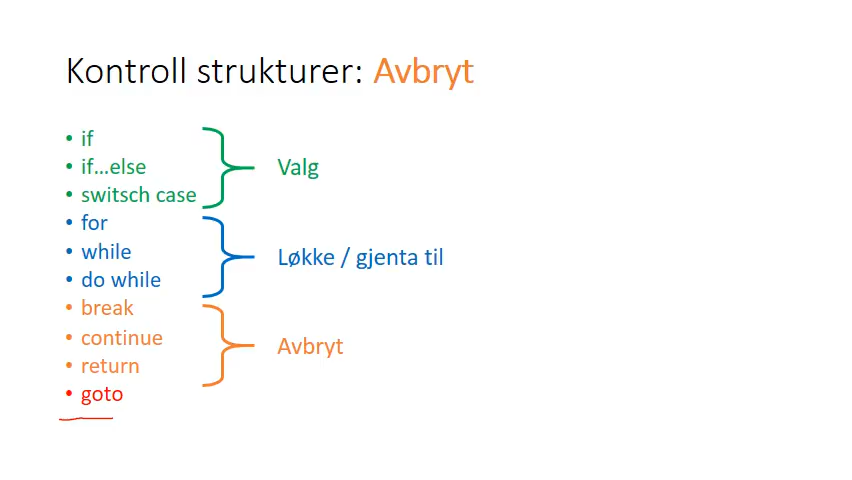 Kontroll strukturer: Avbryt
• if
• if...else
• switsch case
Valg
• for
• while
• do while
Løkke / gjenta til
• break
• continue
• return
Avbryt
• goto